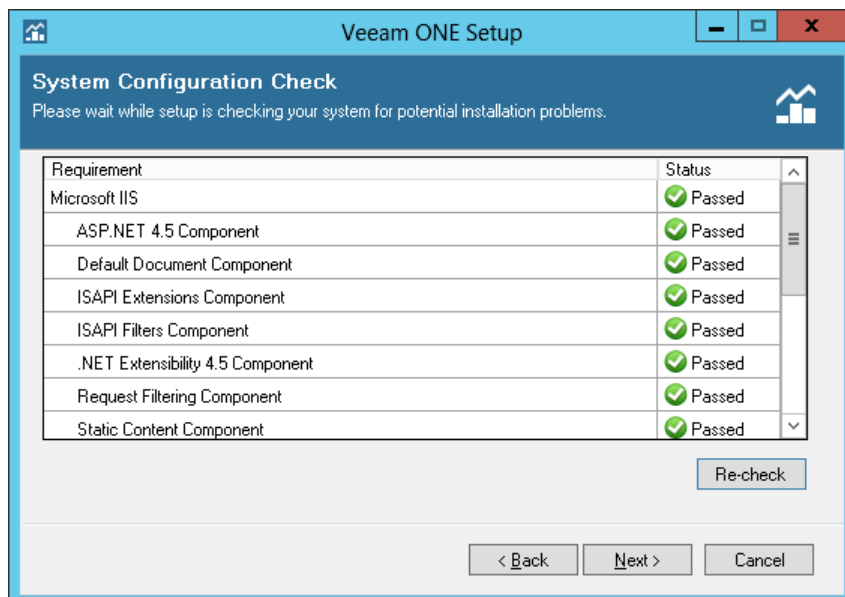 Veeam ONE Setup
System Configuration Check
Please wait while setup is checking your system for potential installation problems.
Requirement Status
Microsoft IIS Passed
ASP.NET 4.5 Component Passed
Default Document Component Passed
ISAPI Extensions Component Passed
ISAPI Filters Component Passed
.NET Extensibility 4.5 Component Passed
Request Filtering Component Passed
Static Content Component Passed
Re-check
< Back Next > Cancel